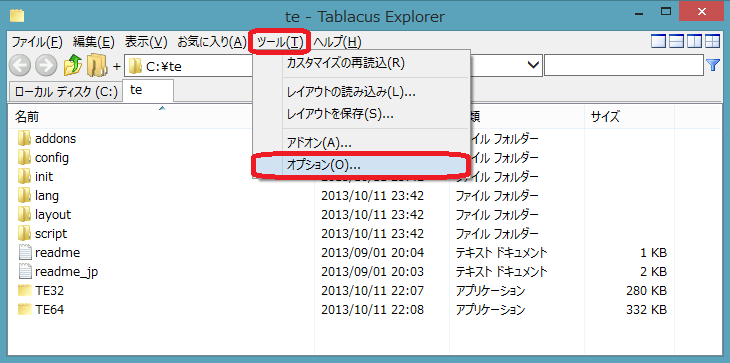 te - Tablacus Explorer
ファイル(F) 編集(E) 表示(V) お気に入り(A) ツール(T) ヘルプ(H)
+ C:¥te
カスタマイズの再読込(R)
レイアウトの読み込み(L)...
レイアウトを保存(S)...
アドオン(A)...
オプション(O)...
ローカル ディスク (C:) te
名前 類 サイズ
addons ファイル フォルダー
config ファイル フォルダー
init ファイル フォルダー
lang 2013/10/11 23:42 ファイル フォルダー
layout 2013/10/11 23:42 ファイル フォルダー
script 2013/10/11 23:42 ファイル フォルダー
readme 2013/09/01 20:04 テキスト ドキュメント 1 KB
readme_jp 2013/09/01 20:03 テキスト ドキュメント 2 KB
TE32 2013/10/11 22:07 アプリケーション 280 KB
TE64 2013/10/11 22:08 アプリケーション 332 KB